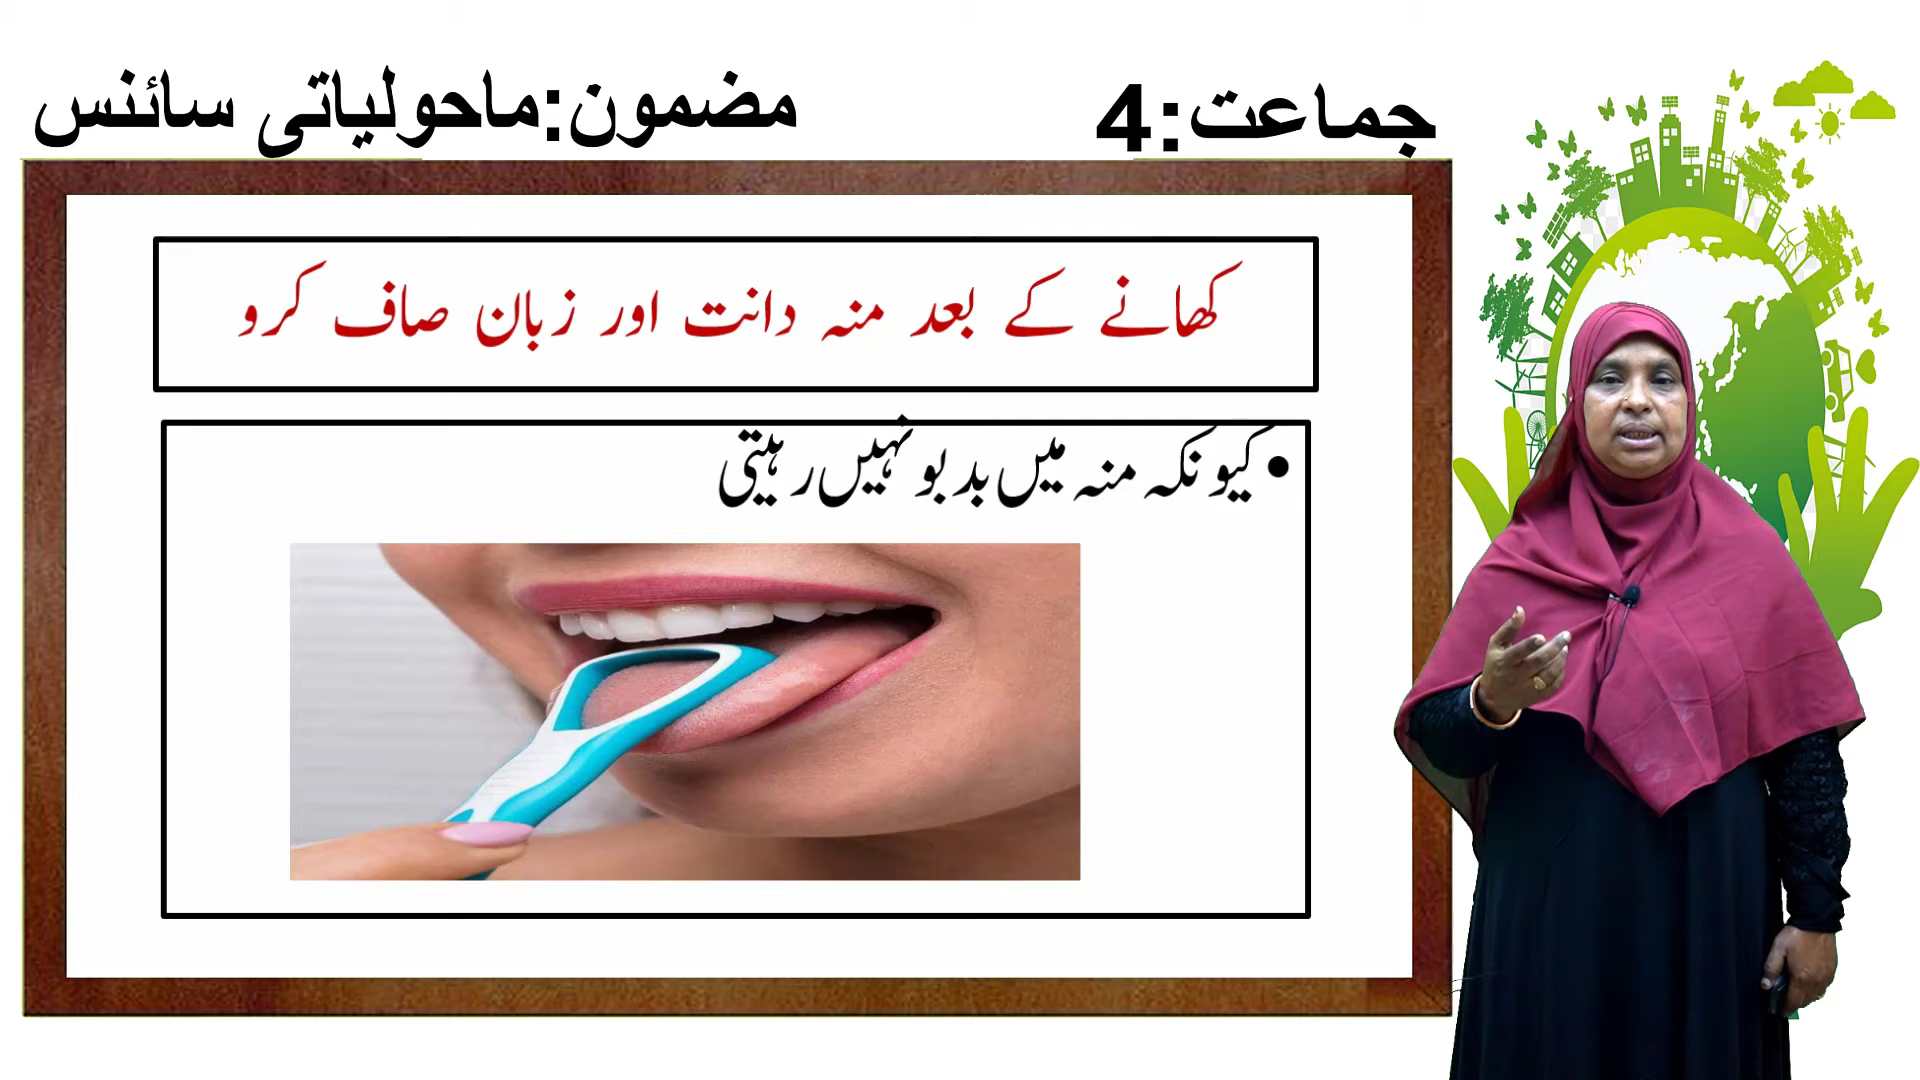 جماعت:4
مضمون:ماحولیاتی سائنس
کھانے کے بعد منہ دانت اور زبان صاف کرو
•کیونکہ منہ میں بدبو نہیں رہیتی